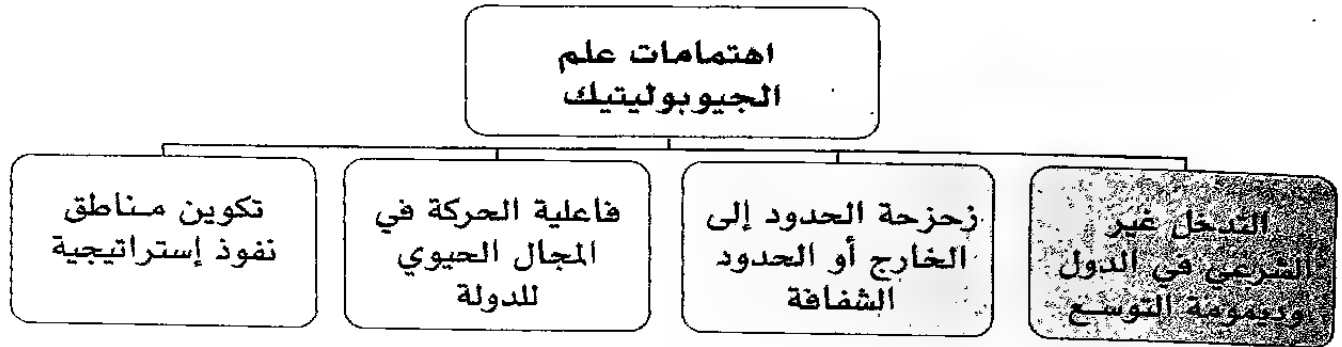 اهتمامات علم
الجيوبوليتيك
التدخل غير
الشرعي في الدول
وديمومة التوسع
زحزحة الحدود إلى
الخارج أو الحدود
الشفافة
فاعلية الحركة في
المجال الحيوي
للدولة
تكوين مناطق
نفوذ إستراتيجية